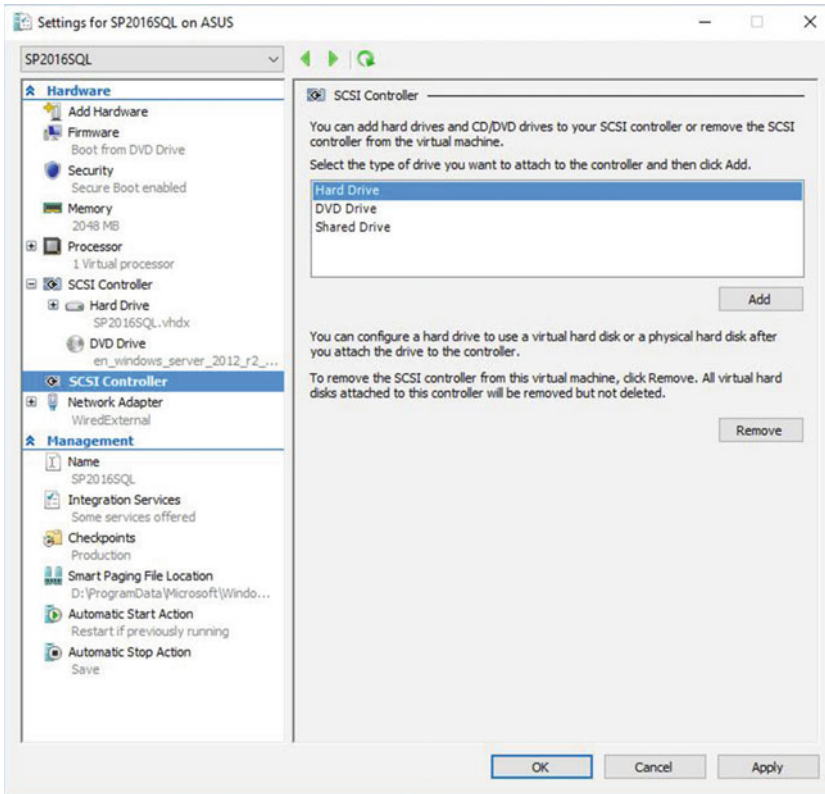 Settings for SP2016SQL on ASUS
SP2016SQL
Hardware
Add Hardware
Firmware
Boot from DVD Drive
Security
Secure Boot enabled
Memory
2048 MB
Processor
1 Virtual processor
SCSI Controller
Hard Drive
SP2016SQL.vhdx
DVD Drive
en_windows_server_2012_r2_...
SCSI Controller
Network Adapter
WiredExternal
Management
Name
SP2016SQL
Integration Services
Some services offered
Checkpoints
Production
Smart Paging File Location
D:\ProgramData\Microsoft\Windo...
Automatic Start Action
Restart if previously running
Automatic Stop Action
Save
SCSI Controller
You can add hard drives and CD/DVD drives to your SCSI controller or remove the SCSI
controller from the virtual machine.
Select the type of drive you want to attach to the controller and then click Add.
Hard Drive
DVD Drive
Shared Drive
Add
You can configure a hard drive to use a virtual hard disk or a physical hard disk after
you attach the drive to the controller.
To remove the SCSI controller from this virtual machine, click Remove. All virtual hard
disks attached to this controller will be removed but not deleted.
Remove
OK
Cancel
Apply